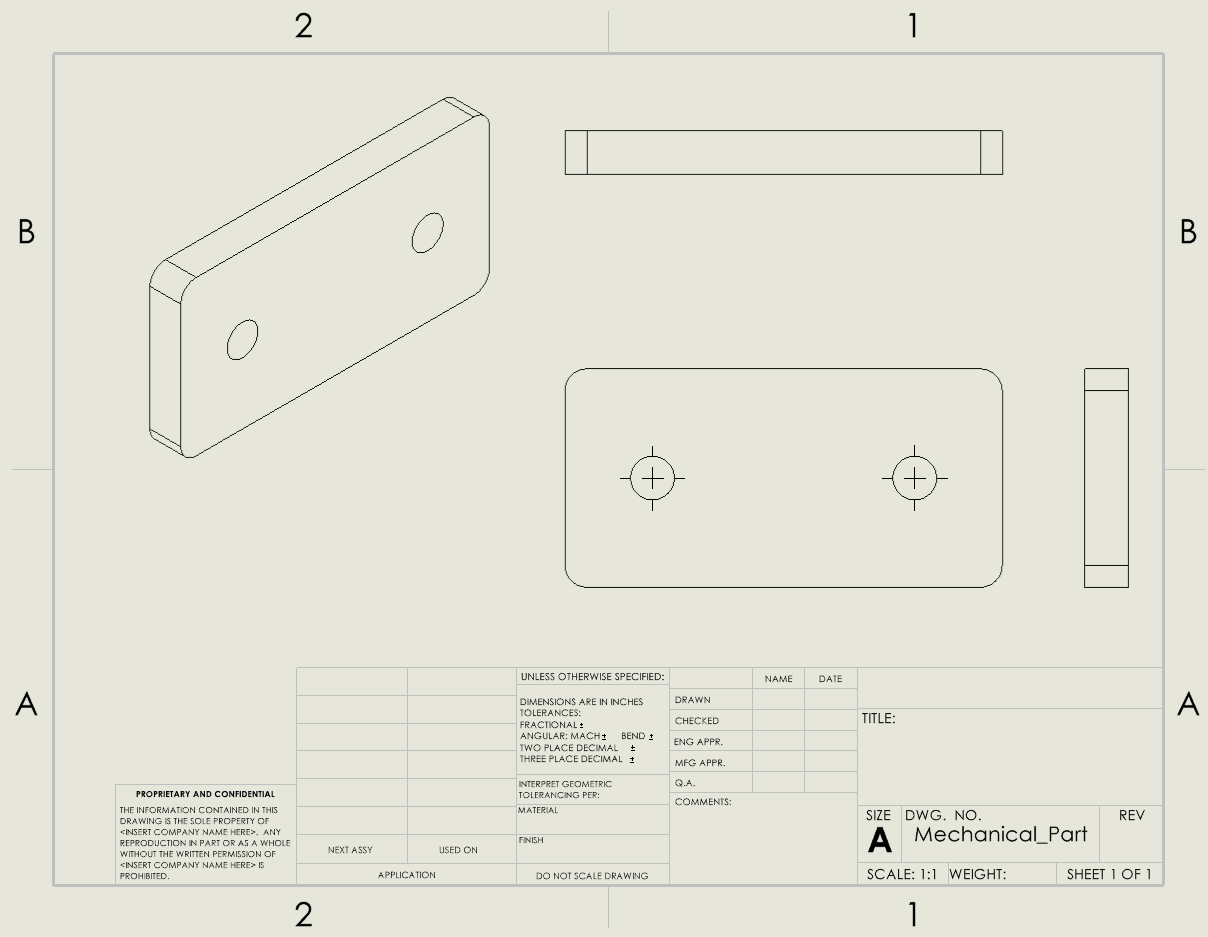 2 1
B B
A A
UNLESS OTHERWISE SPECIFIED:
DIMENSIONS ARE IN INCHES
TOLERANCES:
FRACTIONAL ±
ANGULAR: MACH ± BEND ±
TWO PLACE DECIMAL ±
THREE PLACE DECIMAL ±
INTERPRET GEOMETRIC
TOLERANCING PER:
MATERIAL
FINISH
DO NOT SCALE DRAWING
NAME DATE
DRAWN
CHECKED
ENG APPR.
MFG APPR.
Q.A.
COMMENTS:
TITLE:
SIZE DWG. NO. REV
A Mechanical_Part
SCALE: 1:1 WEIGHT: SHEET 1 OF 1
PROPRIETARY AND CONFIDENTIAL
THE INFORMATION CONTAINED IN THIS
DRAWING IS THE SOLE PROPERTY OF
<INSERT COMPANY NAME HERE>. ANY
REPRODUCTION IN PART OR AS A WHOLE
WITHOUT THE WRITTEN PERMISSION OF
<INSERT COMPANY NAME HERE> IS
PROHIBITED.
NEXT ASSY USED ON
APPLICATION
2 1